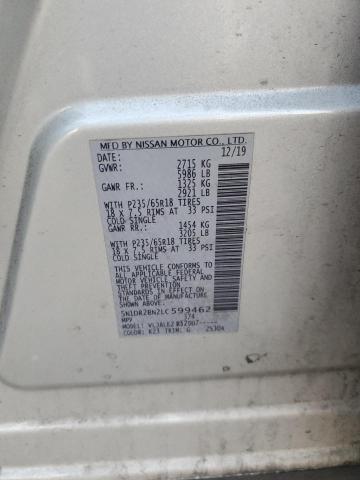 MFD BY NISSAN MOTOR CO., LTD.
12/19
GVWR: 2715 KG
5986 LB
GAWR FR: 1325 KG
2921 LB
WITH P235/65R18 TIRES
18 X 7.5 RIMS AT 33 PSI
COLD SINGLE
GAWR RR: 1454 KG
3205 LB
WITH P235/65R18 TIRES
18 X 7.5 RIMS AT 33 PSI
COLD SINGLE
THIS VEHICLE CONFORMS TO
ALL APPLICABLE FEDERAL
MOTOR VEHICLE SAFETY
STANDARDS IN EFFECT ON THE
DATE OF MANUFACTURE SHOWN
ABOVE.
5N1DR2BN2LC599462
MPV 374
MODEL:
COLOR: K23 TRIM: G